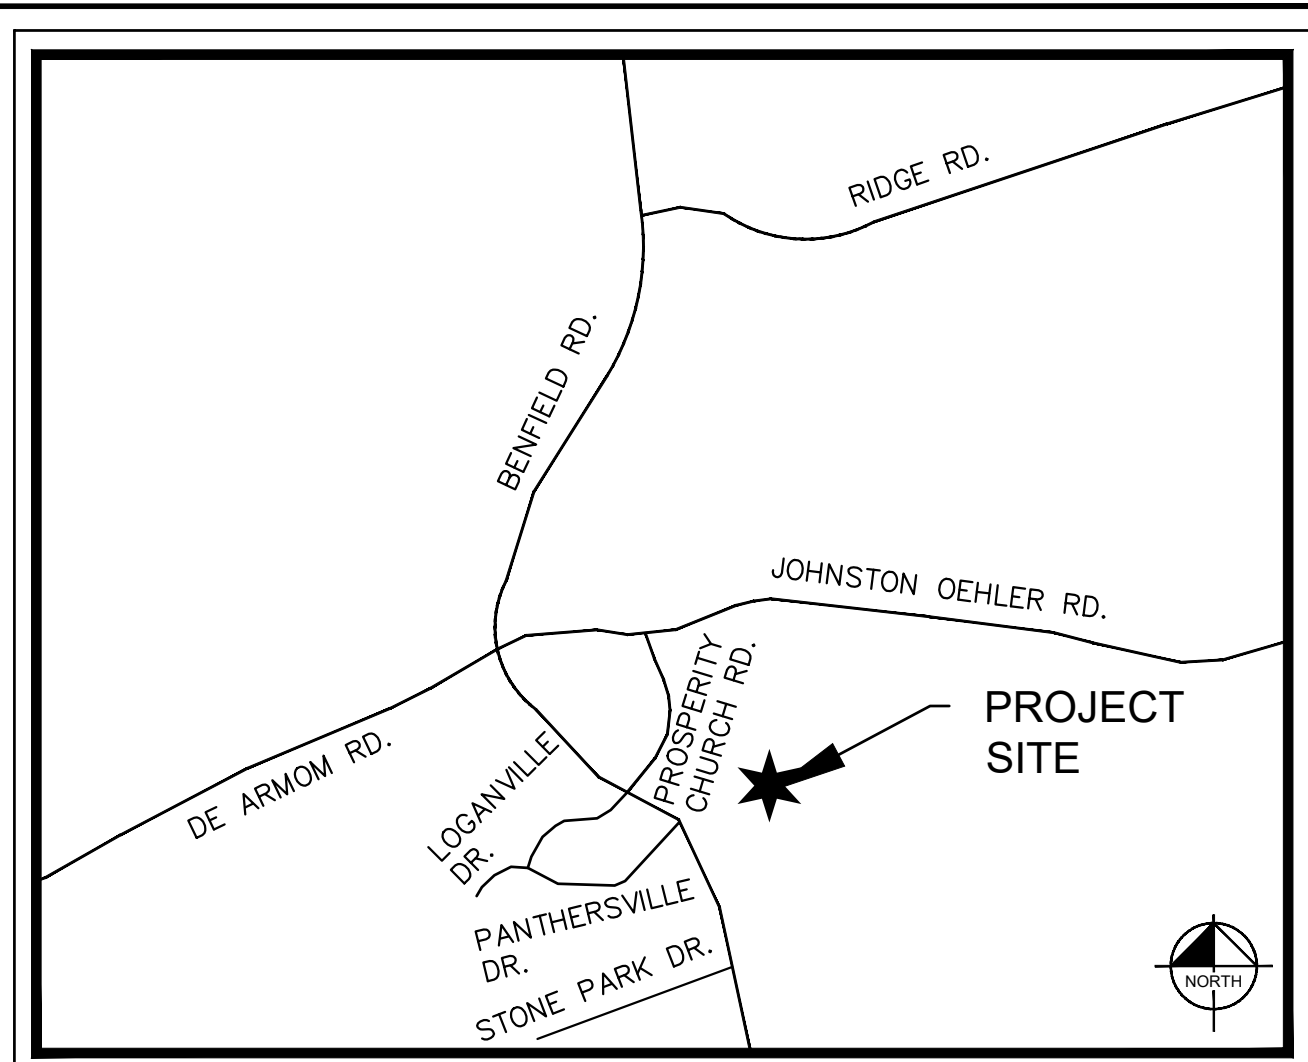 RIDGE RD.
BENFIELD RD.
JOHNSTON OEHLER RD.
PROSPERITY
CHURCH RD.
PROJECT
SITE
DE ARMOM RD.
LOGANVILLE
DR.
PANTHERSVILLE
DR.
STONE PARK DR.
NORTH